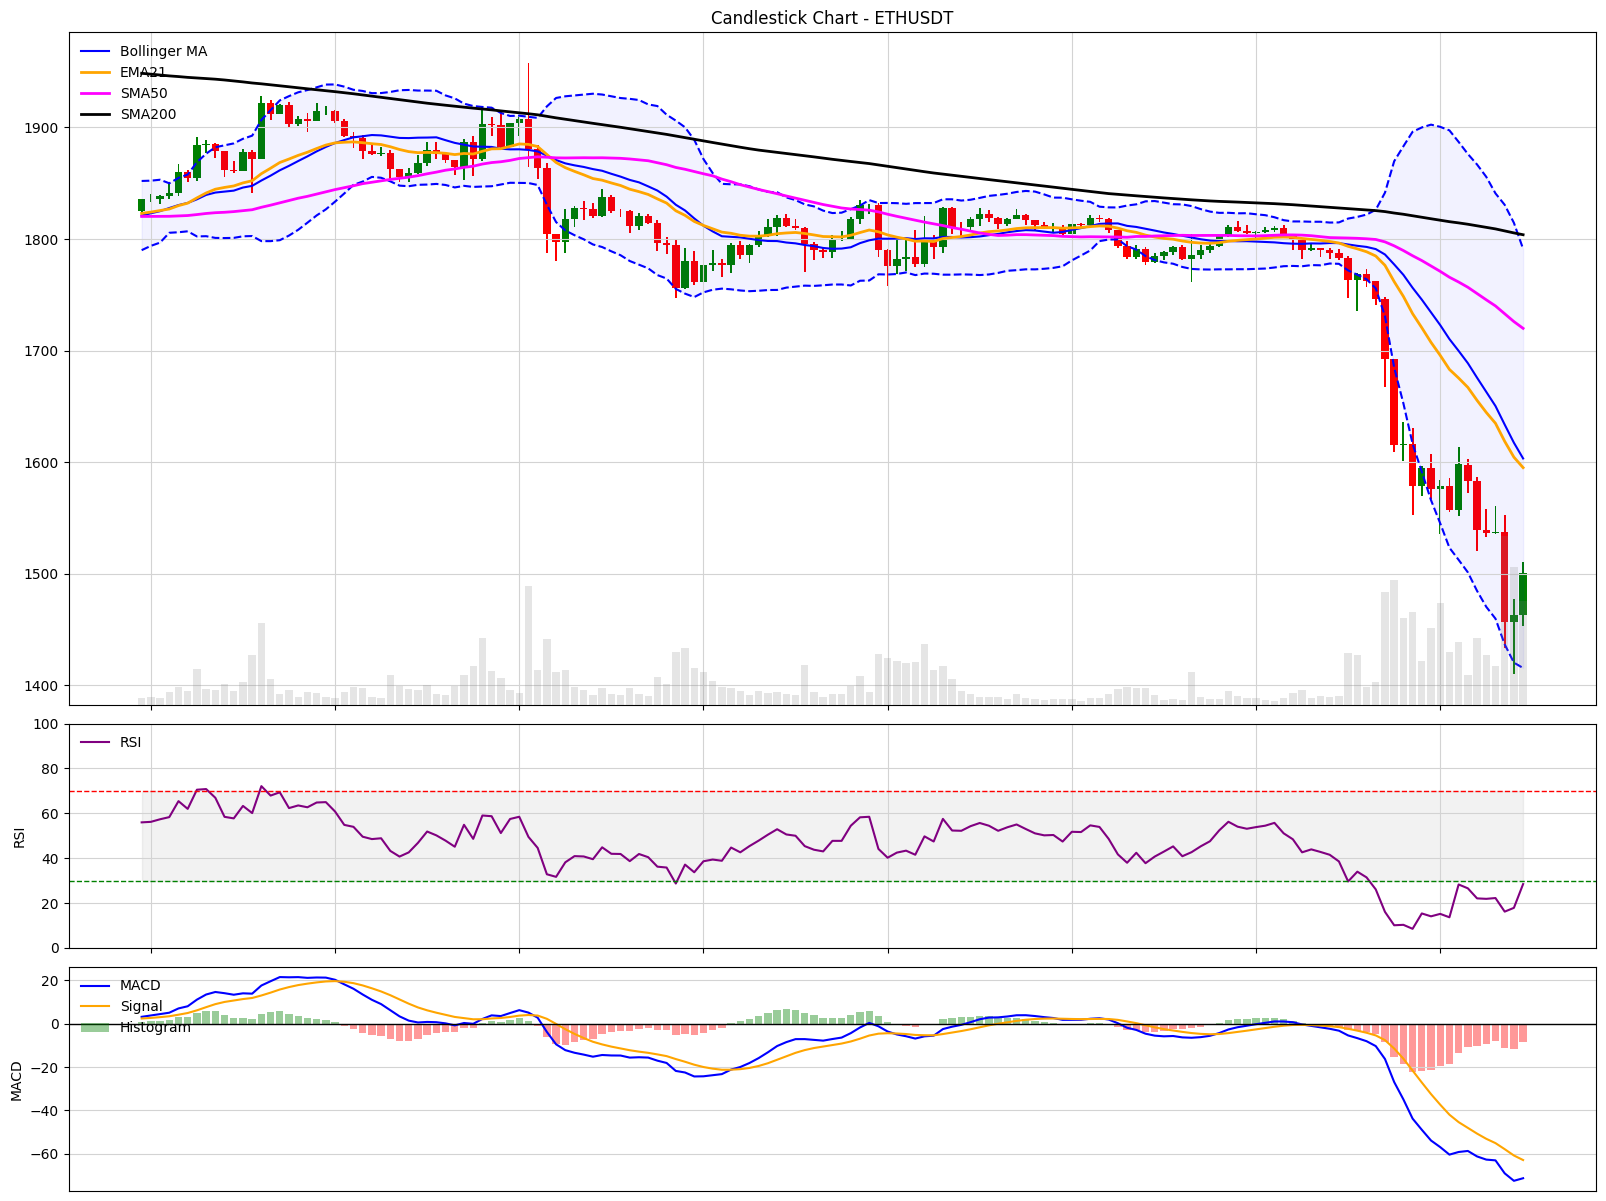 Candlestick Chart - ETHUSDT
Bollinger MA
EMA21
SMA50
SMA200
1900
1800
1700
1600
1500
1400
RSI
100
80
60
40
20
0
RSI
MACD
Signal
Histogram
20
0
−20
−40
−60
MACD